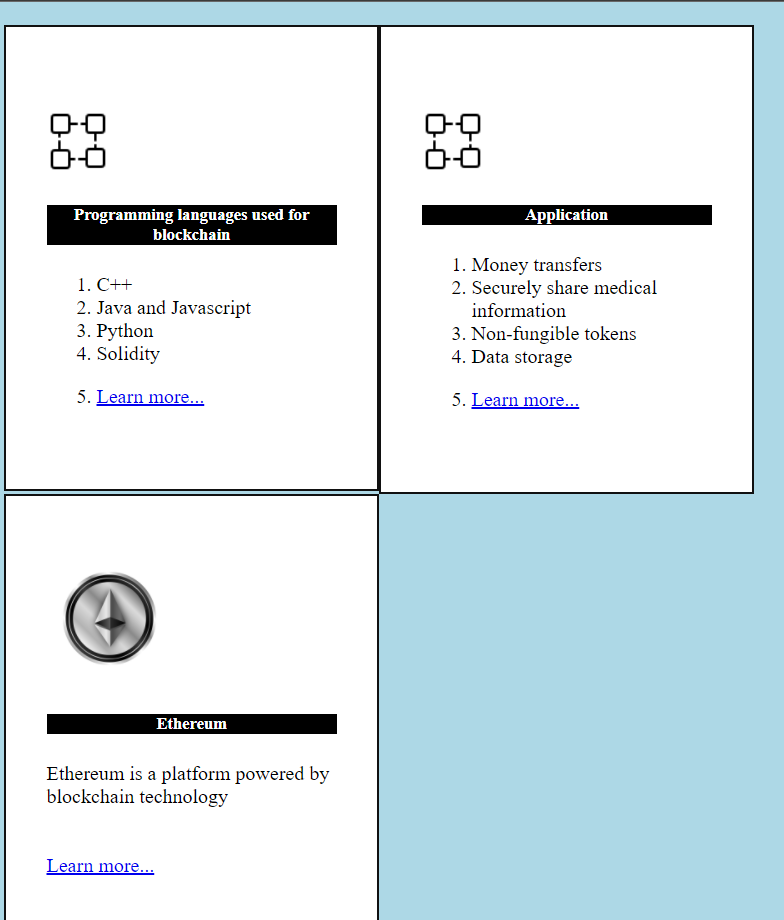 Programming languages used for
blockchain
1. C++
2. Java and Javascript
3. Python
4. Solidity
5. Learn more...
Application
1. Money transfers
2. Securely share medical
information
3. Non-fungible tokens
4. Data storage
5. Learn more...
Ethereum
Ethereum is a platform powered by
blockchain technology
Learn more...